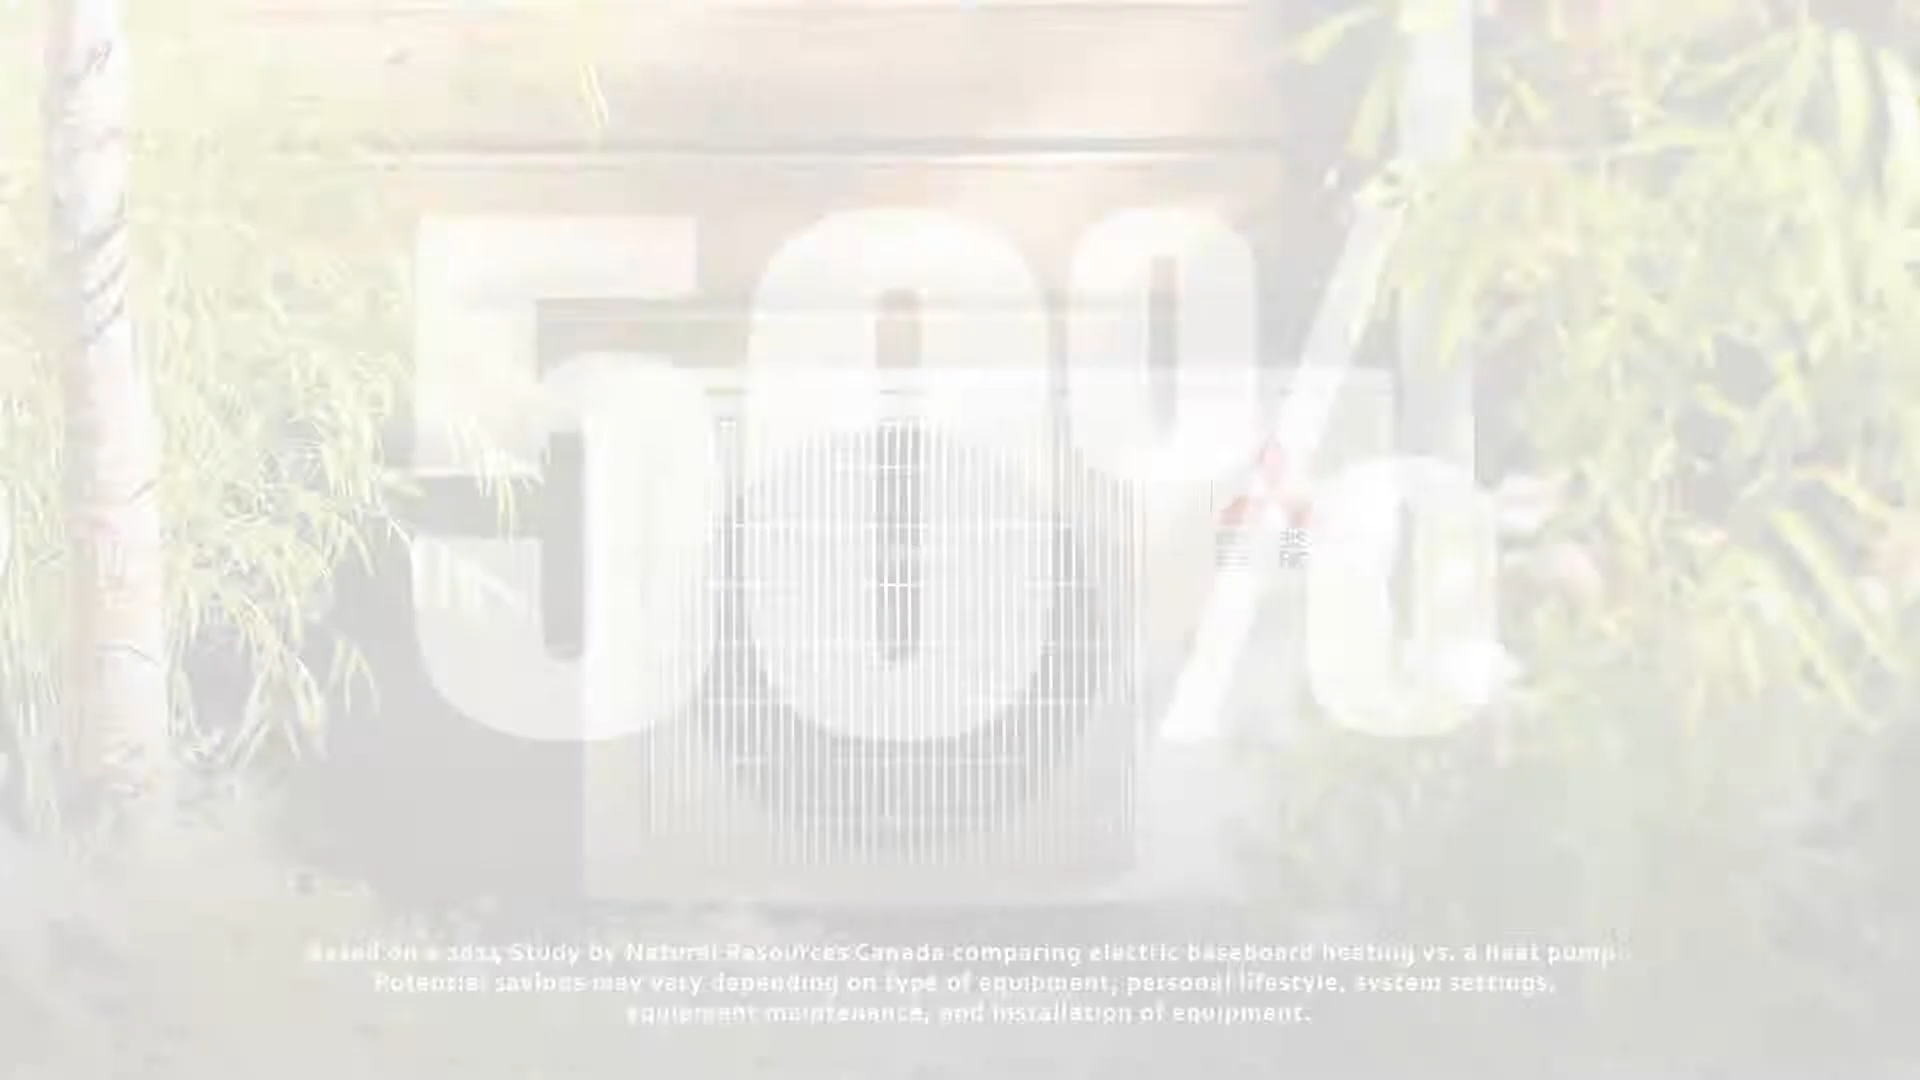 50%
Based on a Study by Natural Resources Canada comparing electric baseboard heating vs. a heat pump.
Potential savings may vary depending on type of equipment, personal lifestyle, system settings,
equipment maintenance, and installation of equipment.